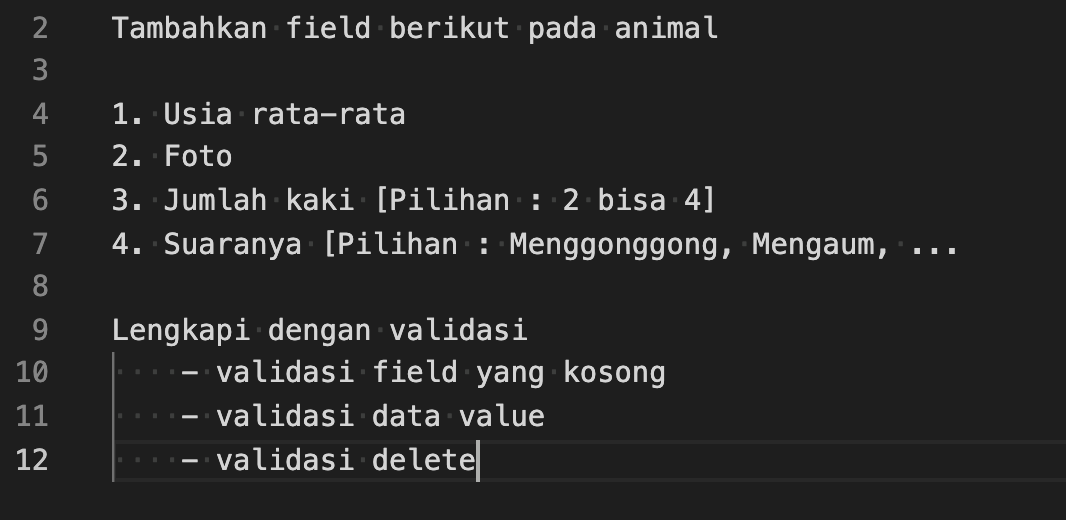 2 Tambahkan field berikut pada animal
3
4 1. Usia rata-rata
5 2. Foto
6 3. Jumlah kaki [Pilihan : 2 bisa 4]
7 4. Suaranya [Pilihan : Menggonggong, Mengaum, ...
8
9 Lengkapi dengan validasi
10 - validasi field yang kosong
11 - validasi data value
12 - validasi delete